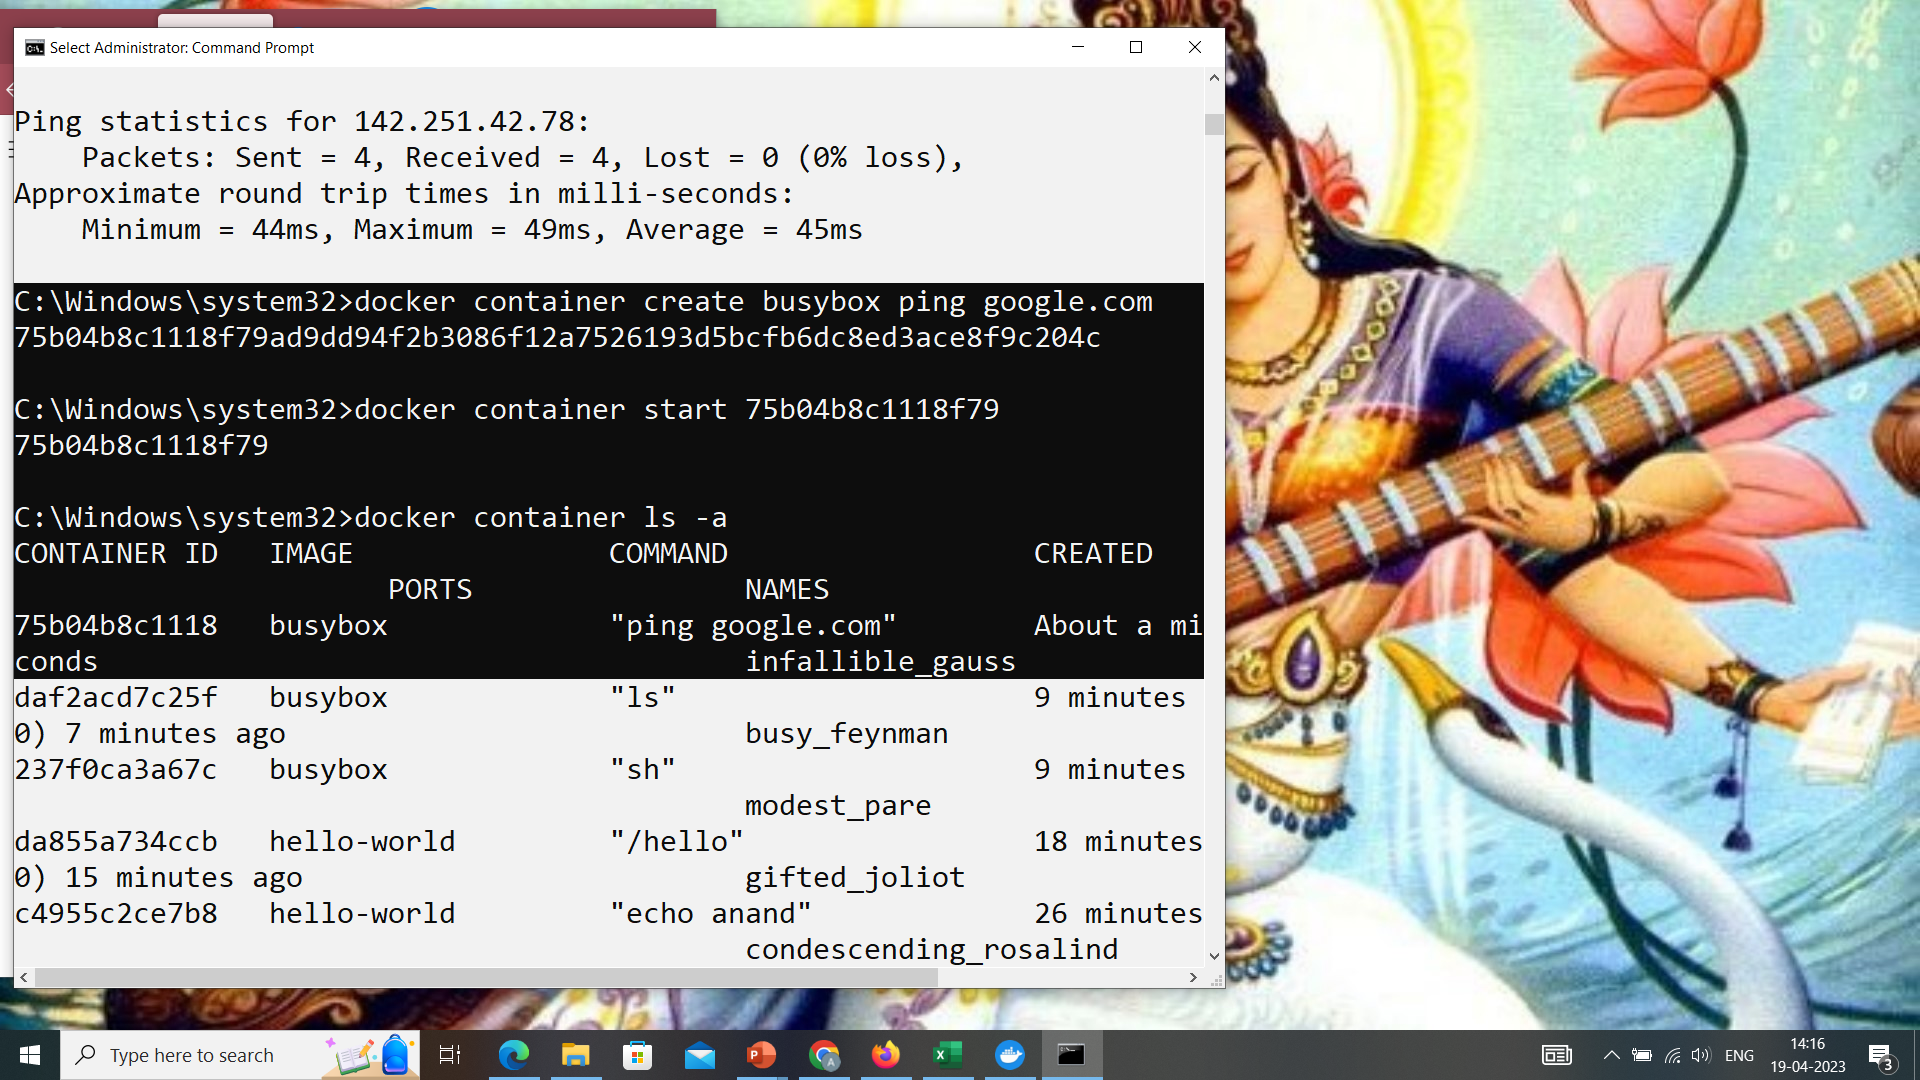 Select Administrator: Command Prompt
Ping statistics for 142.251.42.78:
Packets: Sent = 4, Received = 4, Lost = 0 (0% loss),
Approximate round trip times in milli-seconds:
Minimum = 44ms, Maximum = 49ms, Average = 45ms
C:\Windows\system32>docker container create busybox ping google.com
75b04b8c1118f79ad9dd94f2b3086f12a7526193d5bcfb6dc8ed3ace8f9c204c
C:\Windows\system32>docker container start 75b04b8c1118f79
75b04b8c1118f79
C:\Windows\system32>docker container ls -a
CONTAINER ID IMAGE COMMAND CREATED
PORTS NAMES
75b04b8c1118 busybox "ping google.com" About a mi
conds infallible_gauss
daf2acd7c25f busybox "ls" 9 minutes
0) 7 minutes ago busy_feynman
237f0ca3a67c busybox "sh" 9 minutes
modest_pare
da855a734ccb hello-world "/hello" 18 minutes
0) 15 minutes ago gifted_joliot
c4955c2ce7b8 hello-world "echo anand" 26 minutes
condescending_rosalind
Type here to search
ENG
14:16
19-04-2023
3